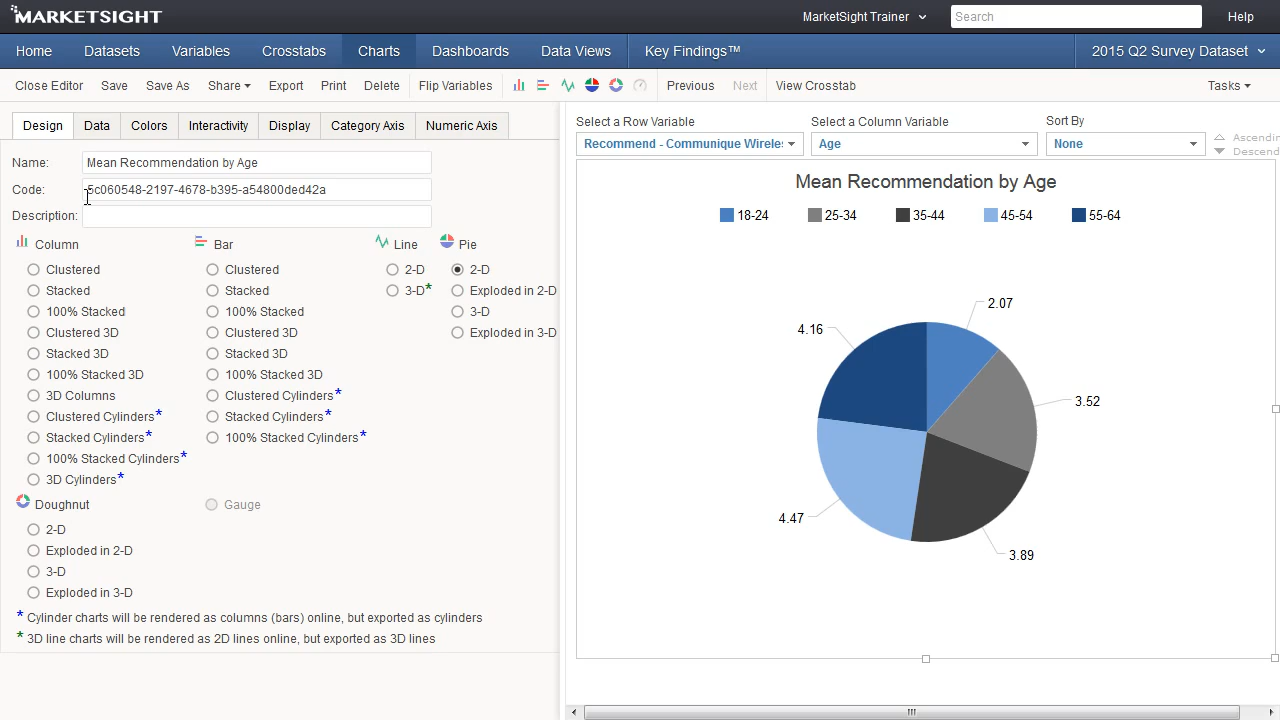 MARKETSIGHT
MarketSight Trainer
Search
Help
Home
Datasets
Variables
Crosstabs
Charts
Dashboards
Data Views
Key Findings™
2015 Q2 Survey Dataset
Close Editor
Save
Save As
Share
Export
Print
Delete
Flip Variables
Previous
Next
View Crosstab
Tasks
Design
Data
Colors
Interactivity
Display
Category Axis
Numeric Axis
Name: Mean Recommendation by Age
Code: 5c060548-2197-4678-b395-a54800ded42a
Description:
Column
Clustered
Stacked
100% Stacked
Clustered 3D
Stacked 3D
100% Stacked 3D
3D Columns
Clustered Cylinders*
Stacked Cylinders*
100% Stacked Cylinders*
3D Cylinders*
Bar
Clustered
Stacked
100% Stacked
Clustered 3D
Stacked 3D
100% Stacked 3D
Clustered Cylinders*
Stacked Cylinders*
100% Stacked Cylinders*
Line
2-D
3-D*
Pie
2-D
Exploded in 2-D
3-D
Exploded in 3-D
Doughnut
2-D
Exploded in 2-D
3-D
Exploded in 3-D
Gauge
* Cylinder charts will be rendered as columns (bars) online, but exported as cylinders
* 3D line charts will be rendered as 2D lines online, but exported as 3D lines
Select a Row Variable
Recommend - Communique Wireles
Select a Column Variable
Age
Sort By
None
Ascendin
Descend
Mean Recommendation by Age
18-24
25-34
35-44
45-54
55-64
2.07
4.16
3.52
4.47
3.89